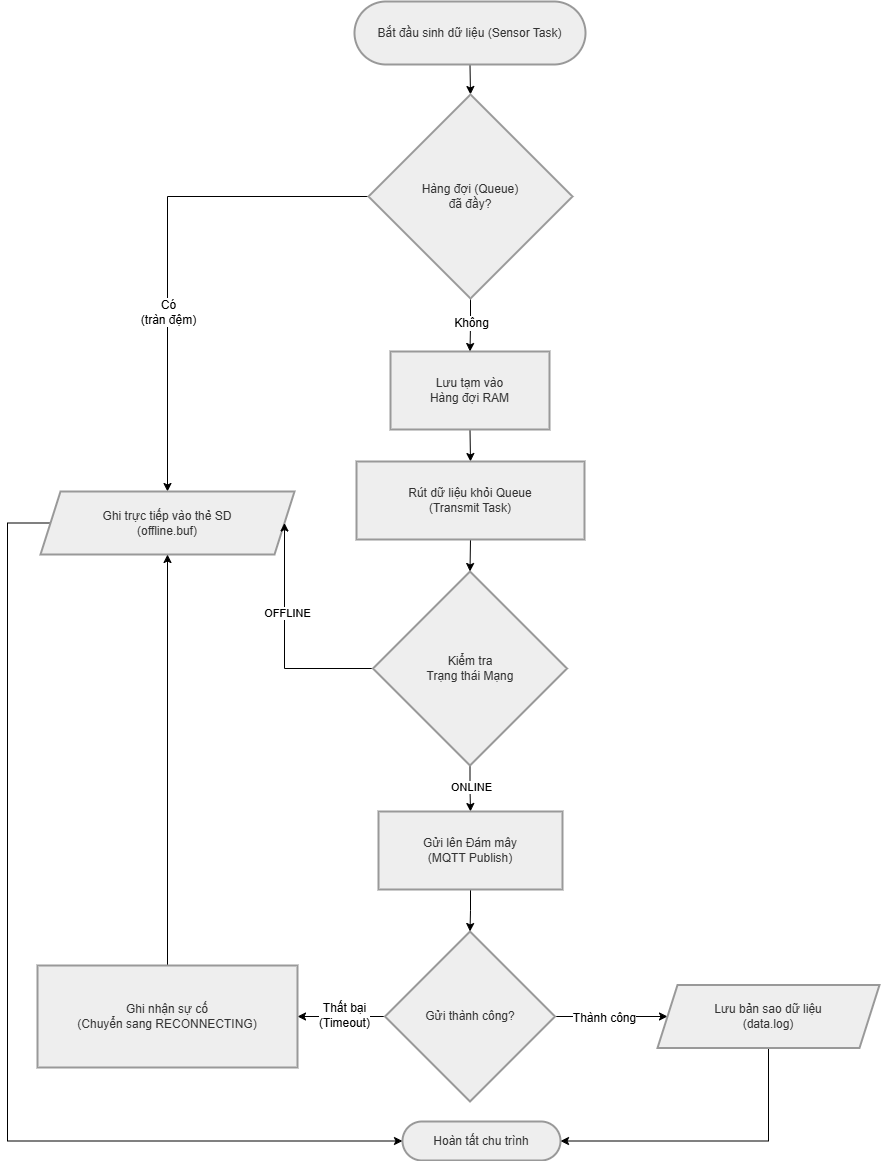 Bắt đầu sinh dữ liệu (Sensor Task)
Hàng đợi (Queue)
đã đầy?
Có
(tràn đệm)
Không
Lưu tạm vào
Hàng đợi RAM
Rút dữ liệu khỏi Queue
(Transmit Task)
Ghi trực tiếp vào thẻ SD
(offline.buf)
OFFLINE
Kiểm tra
Trạng thái Mạng
ONLINE
Gửi lên Đám mây
(MQTT Publish)
Gửi thành công?
Thất bại
(Timeout)
Ghi nhận sự cố
(Chuyển sang RECONNECTING)
Thành công
Lưu bản sao dữ liệu
(data.log)
Hoàn tất chu trình